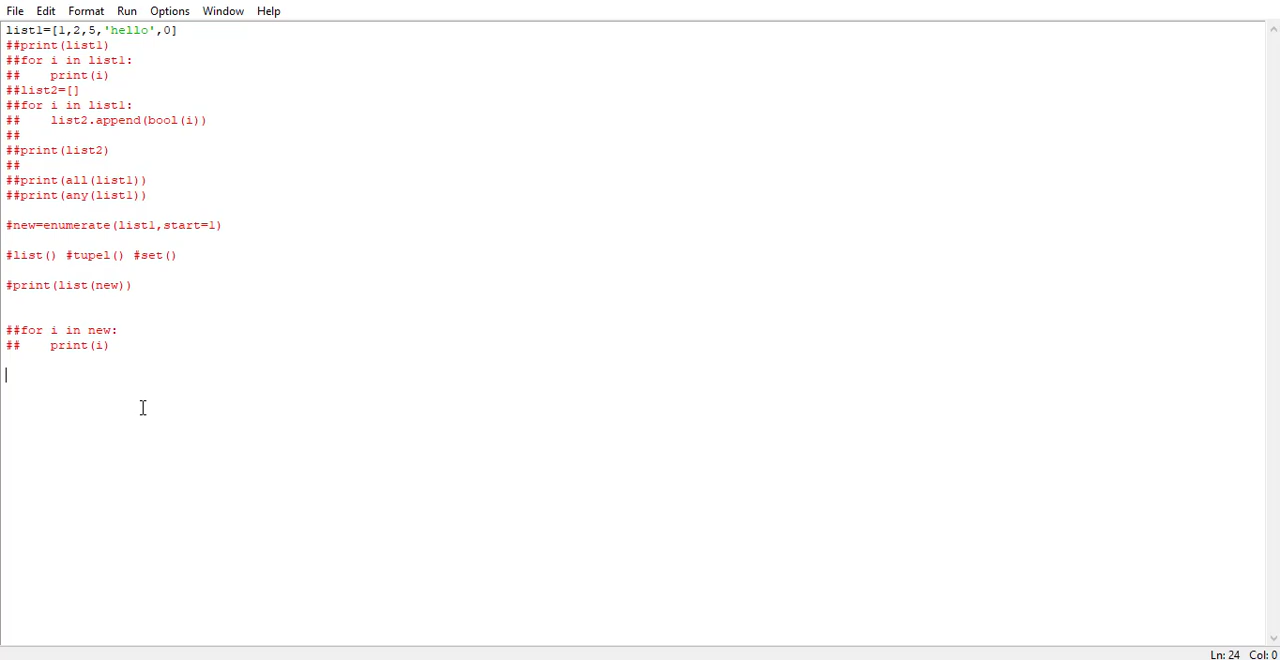 File Edit Format Run Options Window Help
list1=[1,2,5,'hello',0]
##print(list1)
##for i in list1:
##    print(i)
##list2=[]
##for i in list1:
##    list2.append(bool(i))
##
##print(list2)
##
##print(all(list1))
##print(any(list1))
#new=enumerate(list1,start=1)
#list() #tupel() #set()
#print(list(new))
##for i in new:
##    print(i)
Ln: 24 Col: 0